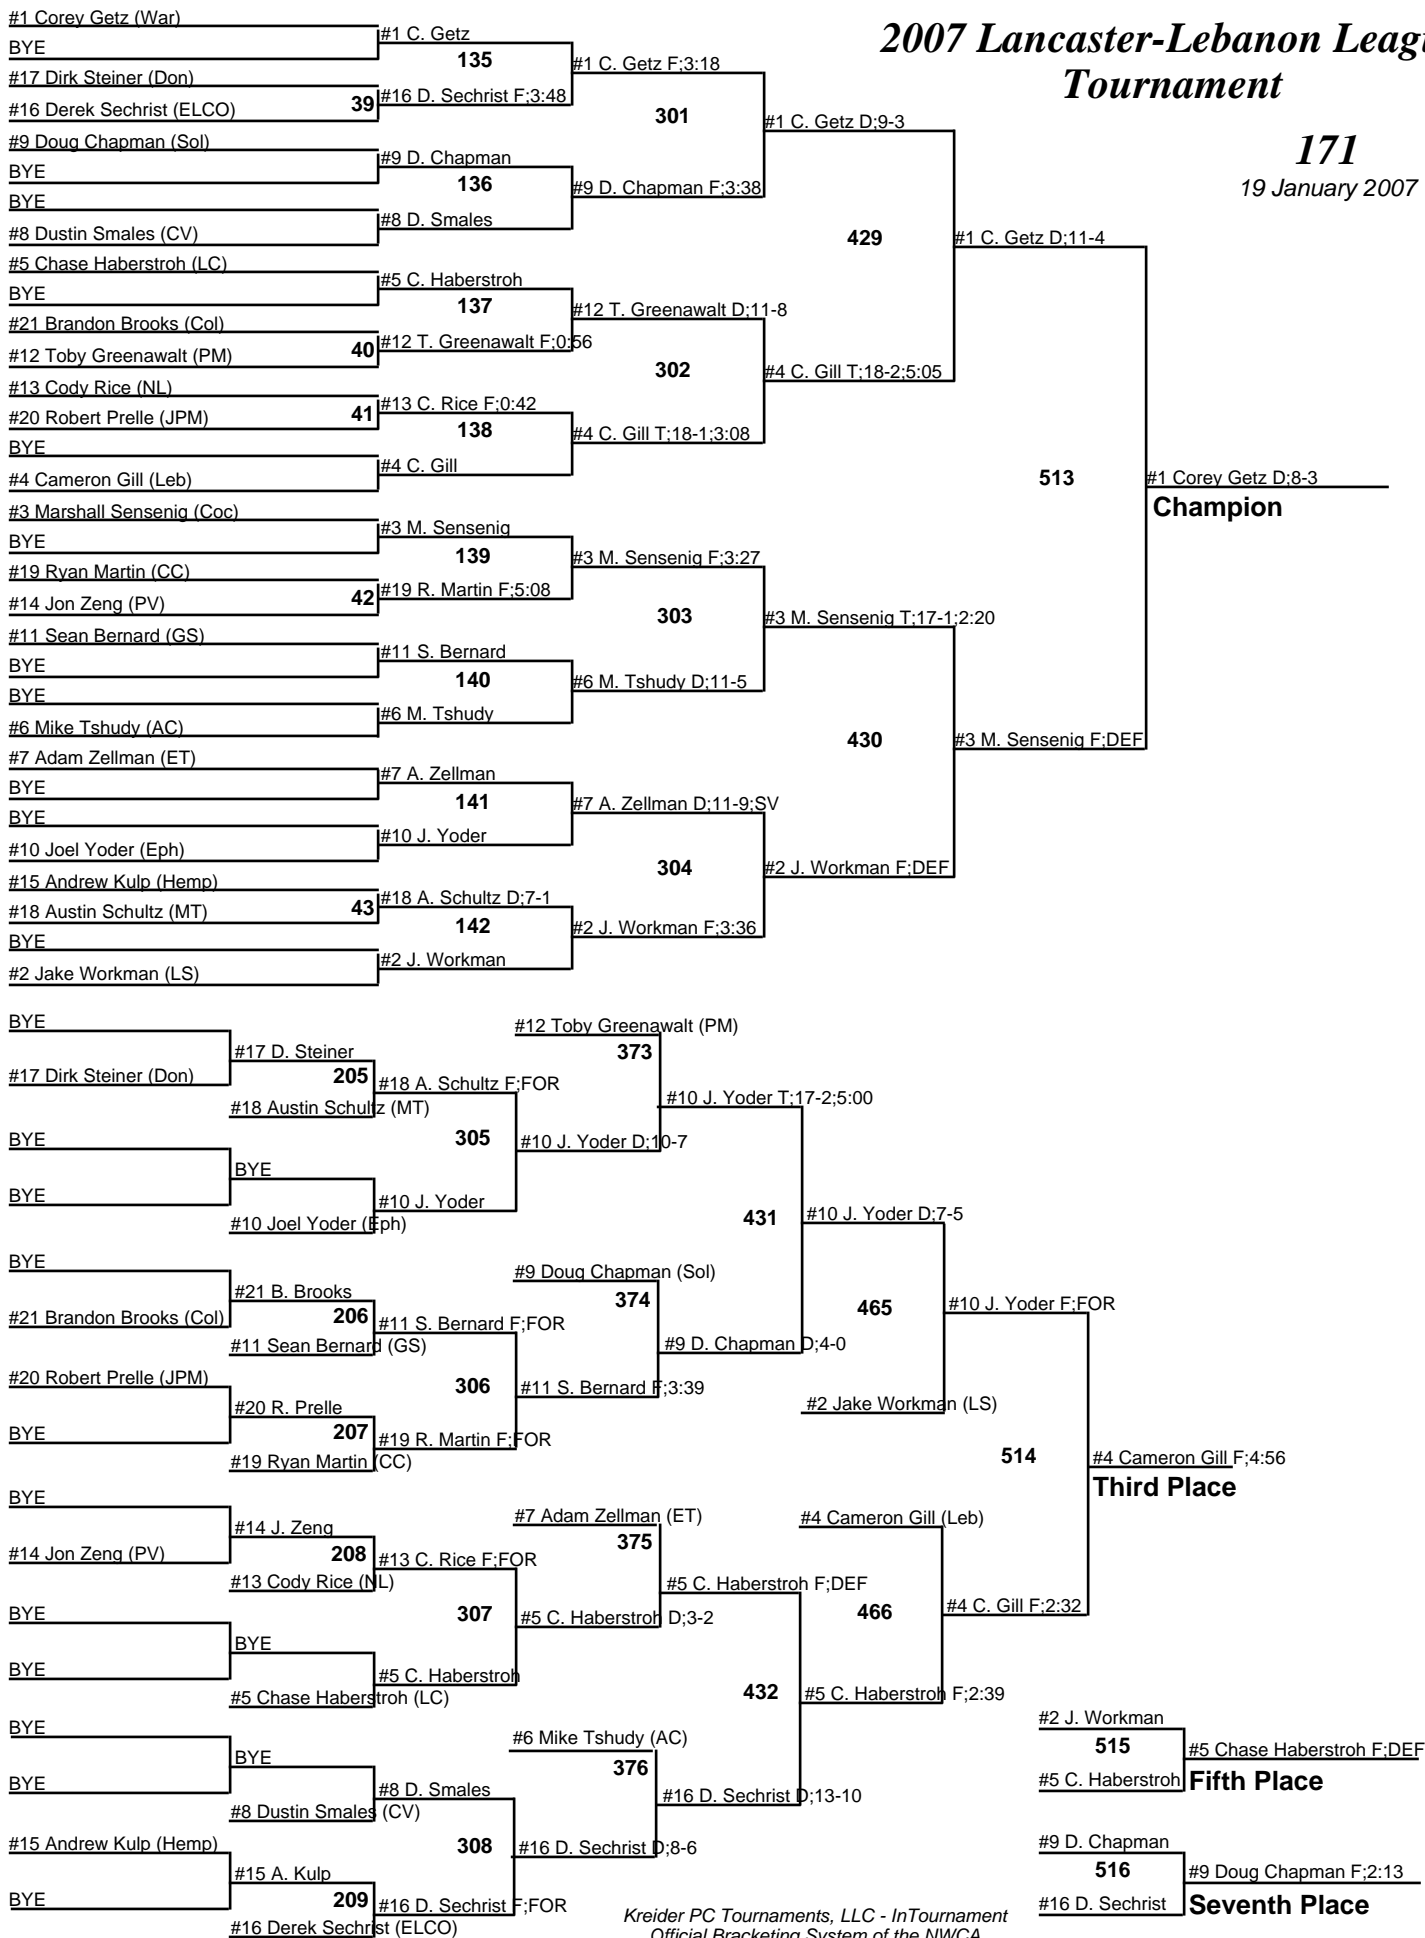 2007 Lancaster-Lebanon Leag
Tournament
171
19 January 2007
#1 Corey Getz (War)
BYE
#17 Dirk Steiner (Don)
#16 Derek Sechrist (ELCO)
#9 Doug Chapman (Sol)
BYE
BYE
#8 Dustin Smales (CV)
#5 Chase Haberstroh (LC)
BYE
#21 Brandon Brooks (Col)
#12 Toby Greenawalt (PM)
#13 Cody Rice (NL)
#20 Robert Prelle (JPM)
BYE
#4 Cameron Gill (Leb)
#3 Marshall Sensenig (Coc)
BYE
#19 Ryan Martin (CC)
#14 Jon Zeng (PV)
#11 Sean Bernard (GS)
BYE
BYE
#6 Mike Tshudy (AC)
#7 Adam Zellman (ET)
BYE
BYE
#10 Joel Yoder (Eph)
#15 Andrew Kulp (Hemp)
#18 Austin Schultz (MT)
BYE
#2 Jake Workman (LS)
39
40
41
42
43
#1 C. Getz
135
#16 D. Sechrist F;3:48
#9 D. Chapman
136
#8 D. Smales
#5 C. Haberstroh
137
#12 T. Greenawalt F;0:56
#13 C. Rice F;0:42
138
#4 C. Gill
#3 M. Sensenig
139
#19 R. Martin F;5:08
#11 S. Bernard
140
#6 M. Tshudy
#7 A. Zellman
141
#10 J. Yoder
#18 A. Schultz D;7-1
142
#2 J. Workman
#1 C. Getz F;3:18
301
#9 D. Chapman F;3:38
#12 T. Greenawalt D;11-8
302
#4 C. Gill T;18-1;3:08
#3 M. Sensenig F;3:27
303
#6 M. Tshudy D;11-5
#7 A. Zellman D;11-9;SV
304
#2 J. Workman F;3:36
#1 C. Getz D;9-3
429
#4 C. Gill T;18-2;5:05
#3 M. Sensenig T;17-1;2:20
430
#2 J. Workman F;DEF
#1 C. Getz D;11-4
513
#3 M. Sensenig F;DEF
#1 Corey Getz D;8-3
Champion
BYE
#17 Dirk Steiner (Don)
BYE
BYE
BYE
#21 Brandon Brooks (Col)
#20 Robert Prelle (JPM)
BYE
BYE
#14 Jon Zeng (PV)
BYE
BYE
BYE
BYE
#15 Andrew Kulp (Hemp)
BYE
#17 D. Steiner
205
#18 Austin Schultz (MT)
BYE
#10 Joel Yoder (Eph)
#21 B. Brooks
206
#11 Sean Bernard (GS)
#20 R. Prelle
207
#19 Ryan Martin (CC)
#14 J. Zeng
208
#13 Cody Rice (NL)
BYE
#5 Chase Haberstroh (LC)
BYE
#8 Dustin Smales (CV)
#15 A. Kulp
209
#16 Derek Sechrist (ELCO)
#18 A. Schultz F;FOR
305
#10 J. Yoder
#11 S. Bernard F;FOR
306
#19 R. Martin F;FOR
#13 C. Rice F;FOR
307
#5 C. Haberstroh
#8 D. Smales
308
#16 D. Sechrist F;FOR
#12 Toby Greenawalt (PM)
373
#10 J. Yoder D;10-7
#9 Doug Chapman (Sol)
374
#11 S. Bernard F;3:39
#7 Adam Zellman (ET)
375
#5 C. Haberstroh D;3-2
#6 Mike Tshudy (AC)
376
#16 D. Sechrist D;8-6
#10 J. Yoder T;17-2;5:00
431
#9 D. Chapman D;4-0
#5 C. Haberstroh F;DEF
432
#16 D. Sechrist D;13-10
#10 J. Yoder D;7-5
465
#2 Jake Workman (LS)
#4 Cameron Gill (Leb)
466
#5 C. Haberstroh F;2:39
#10 J. Yoder F;FOR
514
#4 C. Gill F;2:32
#4 Cameron Gill F;4:56
Third Place
#2 J. Workman
515
#5 C. Haberstroh
#5 Chase Haberstroh F;DEF
Fifth Place
#9 D. Chapman
516
#16 D. Sechrist
#9 Doug Chapman F;2:13
Seventh Place
Kreider PC Tournaments, LLC - InTournament
Official Bracketing System of the NWCA